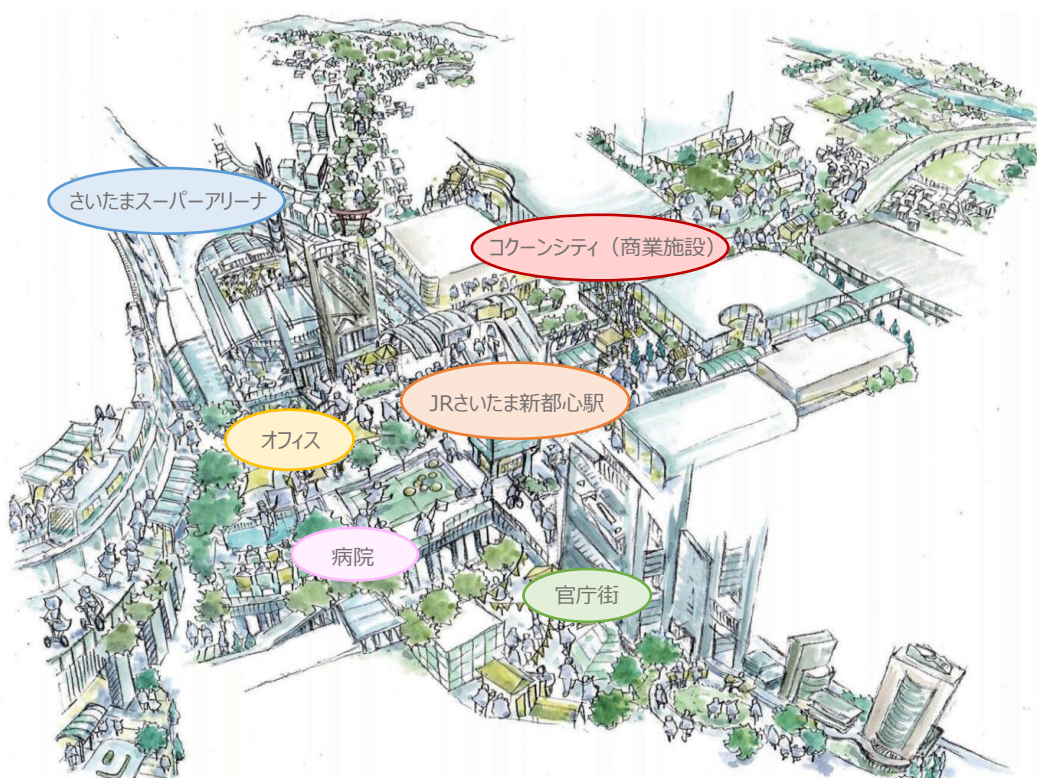 さいたまスーパーアリーナ
コクーンシティ（商業施設）
JRさいたま新都心駅
オフィス
病院
官庁街